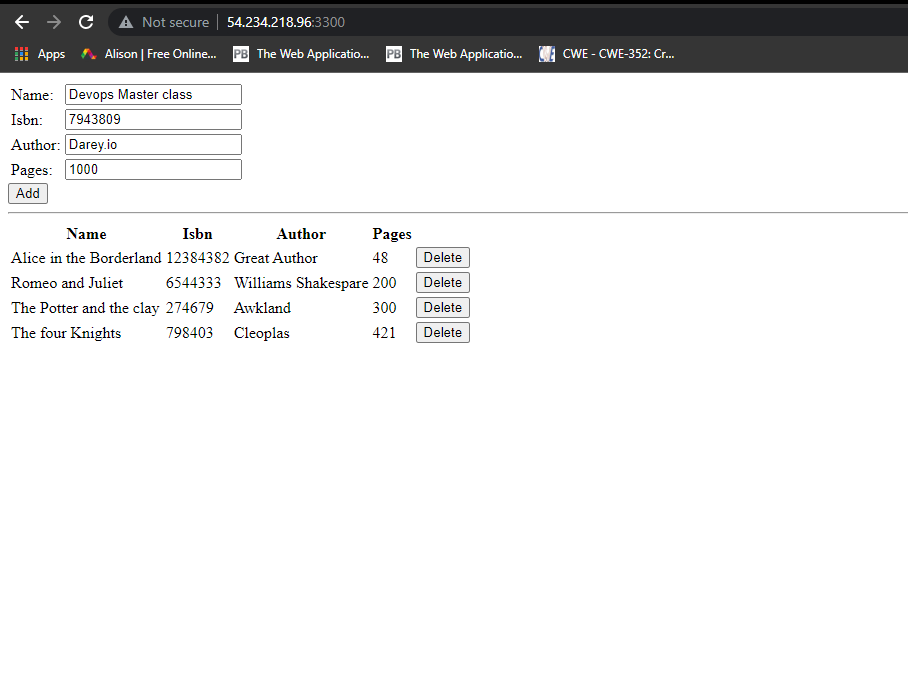 Not secure | 54.234.218.96:3300
Apps Alison | Free Online... PB The Web Applicatio... PB The Web Applicatio... CWE - CWE-352: Cr...
Name: Devops Master class
Isbn: 7943809
Author: Darey.io
Pages: 1000
Add
Name Isbn Author Pages
Alice in the Borderland 12384382 Great Author 48 Delete
Romeo and Juliet 6544333 Williams Shakespare 200 Delete
The Potter and the clay 274679 Awkland 300 Delete
The four Knights 798403 Cleoplas 421 Delete